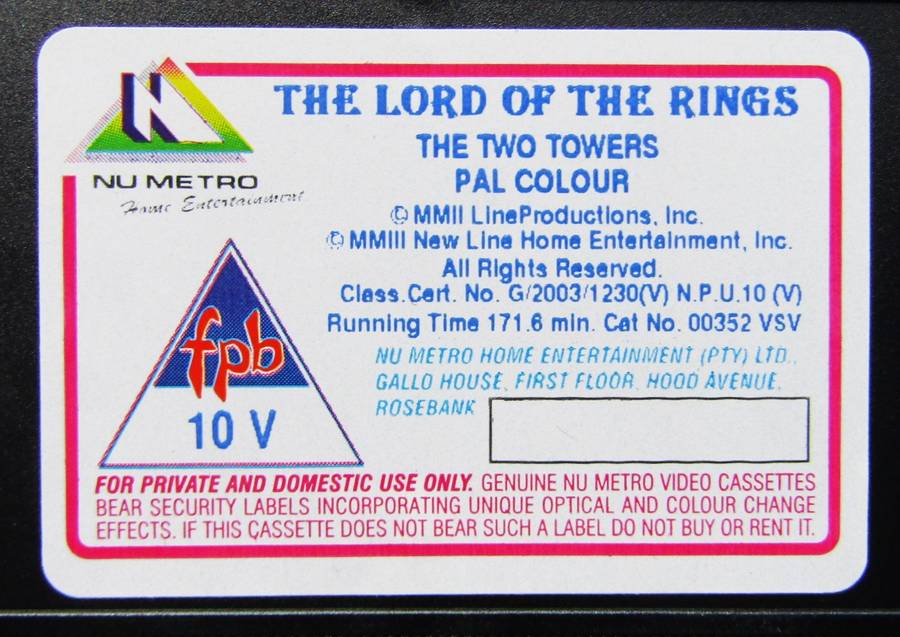 N
NU METRO
Home Entertainment
THE LORD OF THE RINGS
THE TWO TOWERS
PAL COLOUR
© MMII LineProductions, Inc.
© MMIII New Line Home Entertainment, Inc.
All Rights Reserved.
Class.Cert. No. G/2003/1230(V) N.P.U.10 (V)
Running Time 171.6 min. Cat No. 00352 VSV
NU METRO HOME ENTERTAINMENT (PTY) LTD.,
GALLO HOUSE, FIRST FLOOR, HOOD AVENUE,
ROSEBANK
fpb
10 V
FOR PRIVATE AND DOMESTIC USE ONLY. GENUINE NU METRO VIDEO CASSETTES
BEAR SECURITY LABELS INCORPORATING UNIQUE OPTICAL AND COLOUR CHANGE
EFFECTS. IF THIS CASSETTE DOES NOT BEAR SUCH A LABEL DO NOT BUY OR RENT IT.